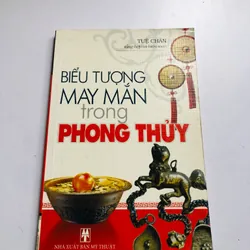 TUỆ CHÂN
BIỂU TƯỢNG
MAY MẮN
trong
PHONG THỦY
NHÀ XUẤT BẢN MỸ THUẬT